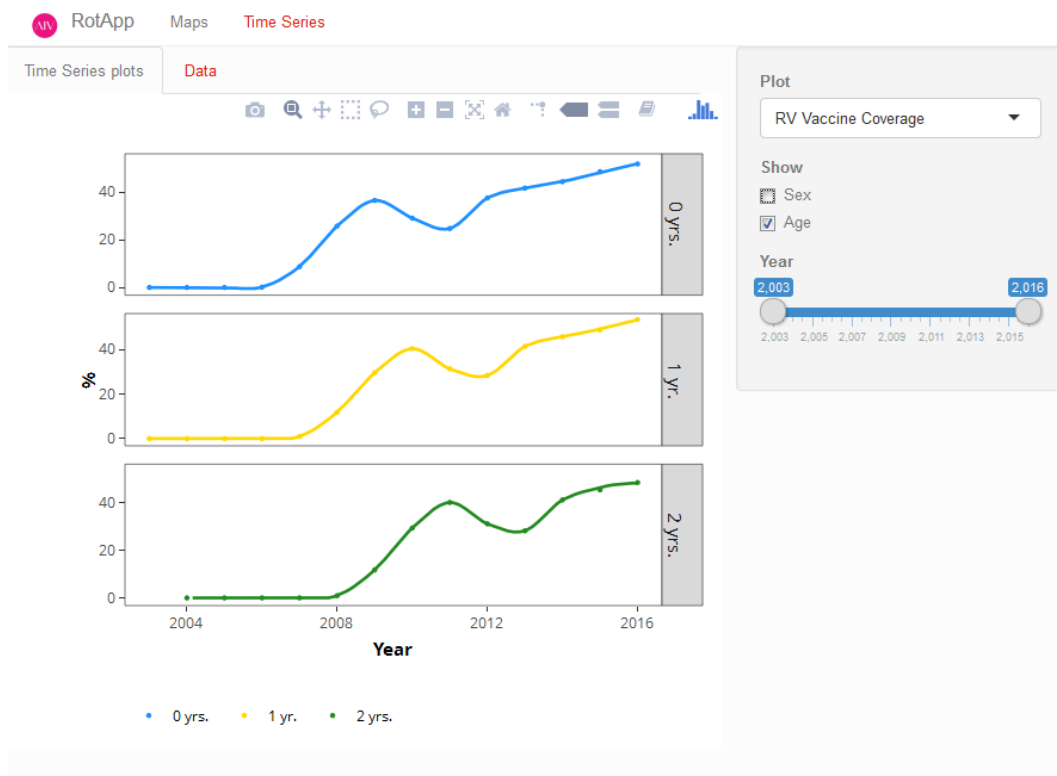 AIV RotApp Maps Time Series
Time Series plots Data
Plot
RV Vaccine Coverage
Show
Sex
Age
Year
2,003 2,016
2,003 2,005 2,007 2,009 2,011 2,013 2,015
40
20
0
0 yrs.
%
40
20
0
1 yr.
40
20
0
2 yrs.
2004 2008 2012 2016
Year
0 yrs. 1 yr. 2 yrs.